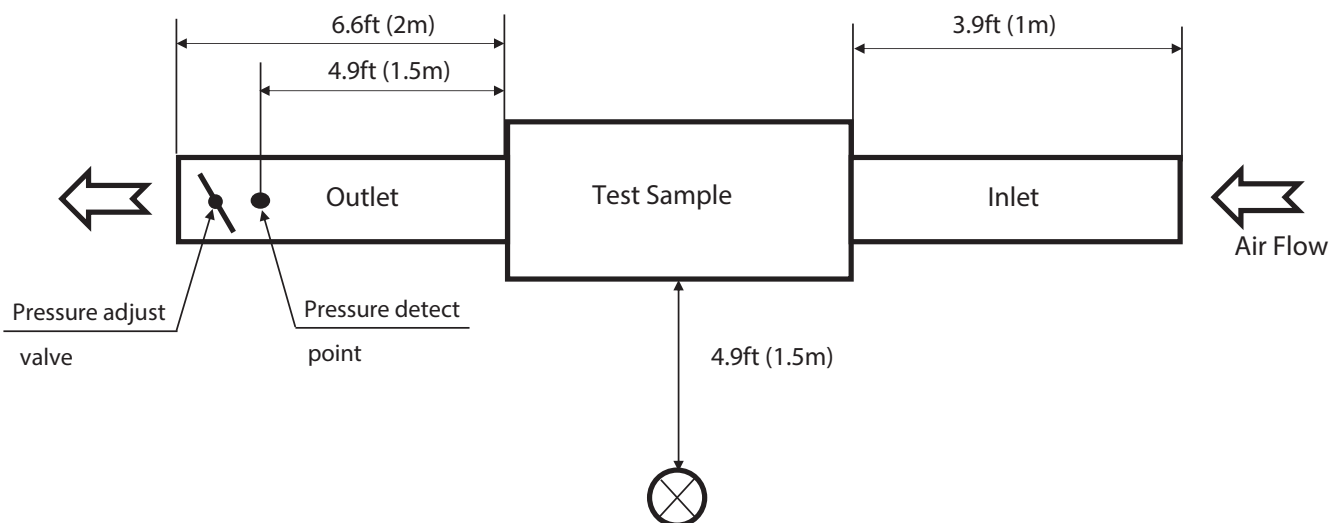 6.6ft (2m)
3.9ft (1m)
4.9ft (1.5m)
Outlet
Test Sample
Inlet
Air Flow
Pressure adjust
valve
Pressure detect
point
4.9ft (1.5m)